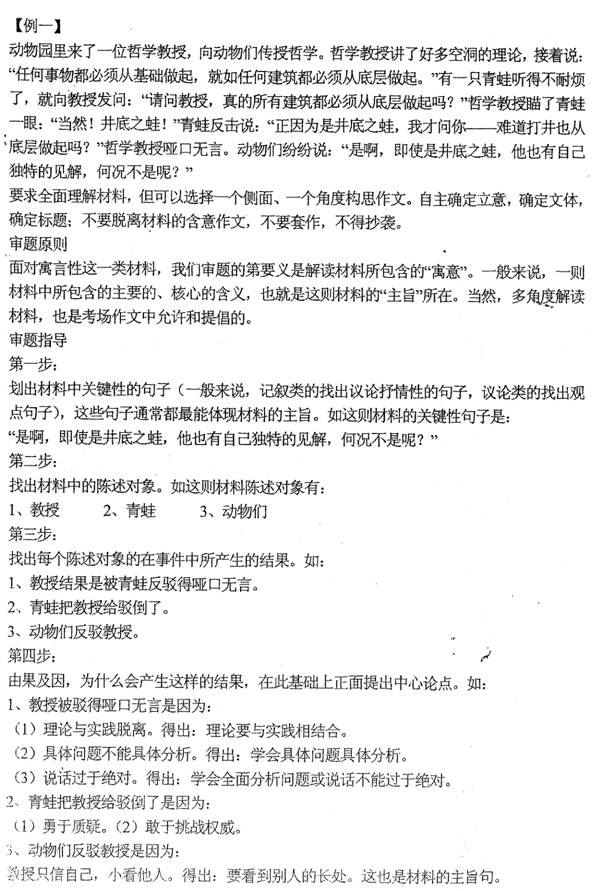 【例一】
动物园里来了一位哲学教授，向动物们传授哲学。哲学教授讲了好多空洞的理论，接着说：
“任何事物都必须从基础做起，就如任何建筑都必须从底层做起。”有一只青蛙听得不耐烦
了，就向教授发问：“请问教授，真的所有建筑都必须从底层做起吗？”哲学教授瞄了青蛙
一眼：“当然！井底之蛙！”青蛙反击说：“正因为是井底之蛙，我才问你——难道打井也从
底层做起吗？”哲学教授哑口无言。动物们纷纷说：“是啊，即使是井底之蛙，他也有自己
独特的见解，何况不是呢？”
要求全面理解材料，但可以选择一个侧面、一个角度构思作文。自主确定立意，确定文体，
确定标题；不要脱离材料的含意作文，不要套作，不得抄袭。
审题原则
面对寓言性这一类材料，我们审题的第要义是解读材料所包含的“寓意”。一般来说，一则
材料中所包含的主要的、核心的含义，也就是这则材料的“主旨”所在。当然，多角度解读
材料，也是考场作文中允许和提倡的。
审题指导
第一步：
划出材料中关键性的句子（一般来说，记叙类的找出议论抒情性的句子，议论类的找出观
点句子），这些句子通常都最能体现材料的主旨。如这则材料的关键性句子是：
“是啊，即使是井底之蛙，他也有自己独特的见解，何况不是呢？”
第二步：
找出材料中的陈述对象。如这则材料陈述对象有：
1、教授 2、青蛙 3、动物们
第三步：
找出每个陈述对象的在事件中所产生的结果。如：
1、教授结果是被青蛙反驳得哑口无言。
2、青蛙把教授给驳倒了。
3、动物们反驳教授。
第四步：
由果及因，为什么会产生这样的结果，在此基础上正面提出中心论点。如：
1、教授被驳得哑口无言是因为：
（1）理论与实践脱离。得出：理论要与实践相结合。
（2）具体问题不能具体分析。得出：学会具体问题具体分析。
（3）说话过于绝对。得出：学会全面分析问题或说话不能过于绝对。
2、青蛙把教授给驳倒了是因为：
（1）勇于质疑。（2）敢于挑战权威。
3、动物们反驳教授是因为：
教授只信自己，小看他人。得出：要看到别人的长处。这也是材料的主旨句。